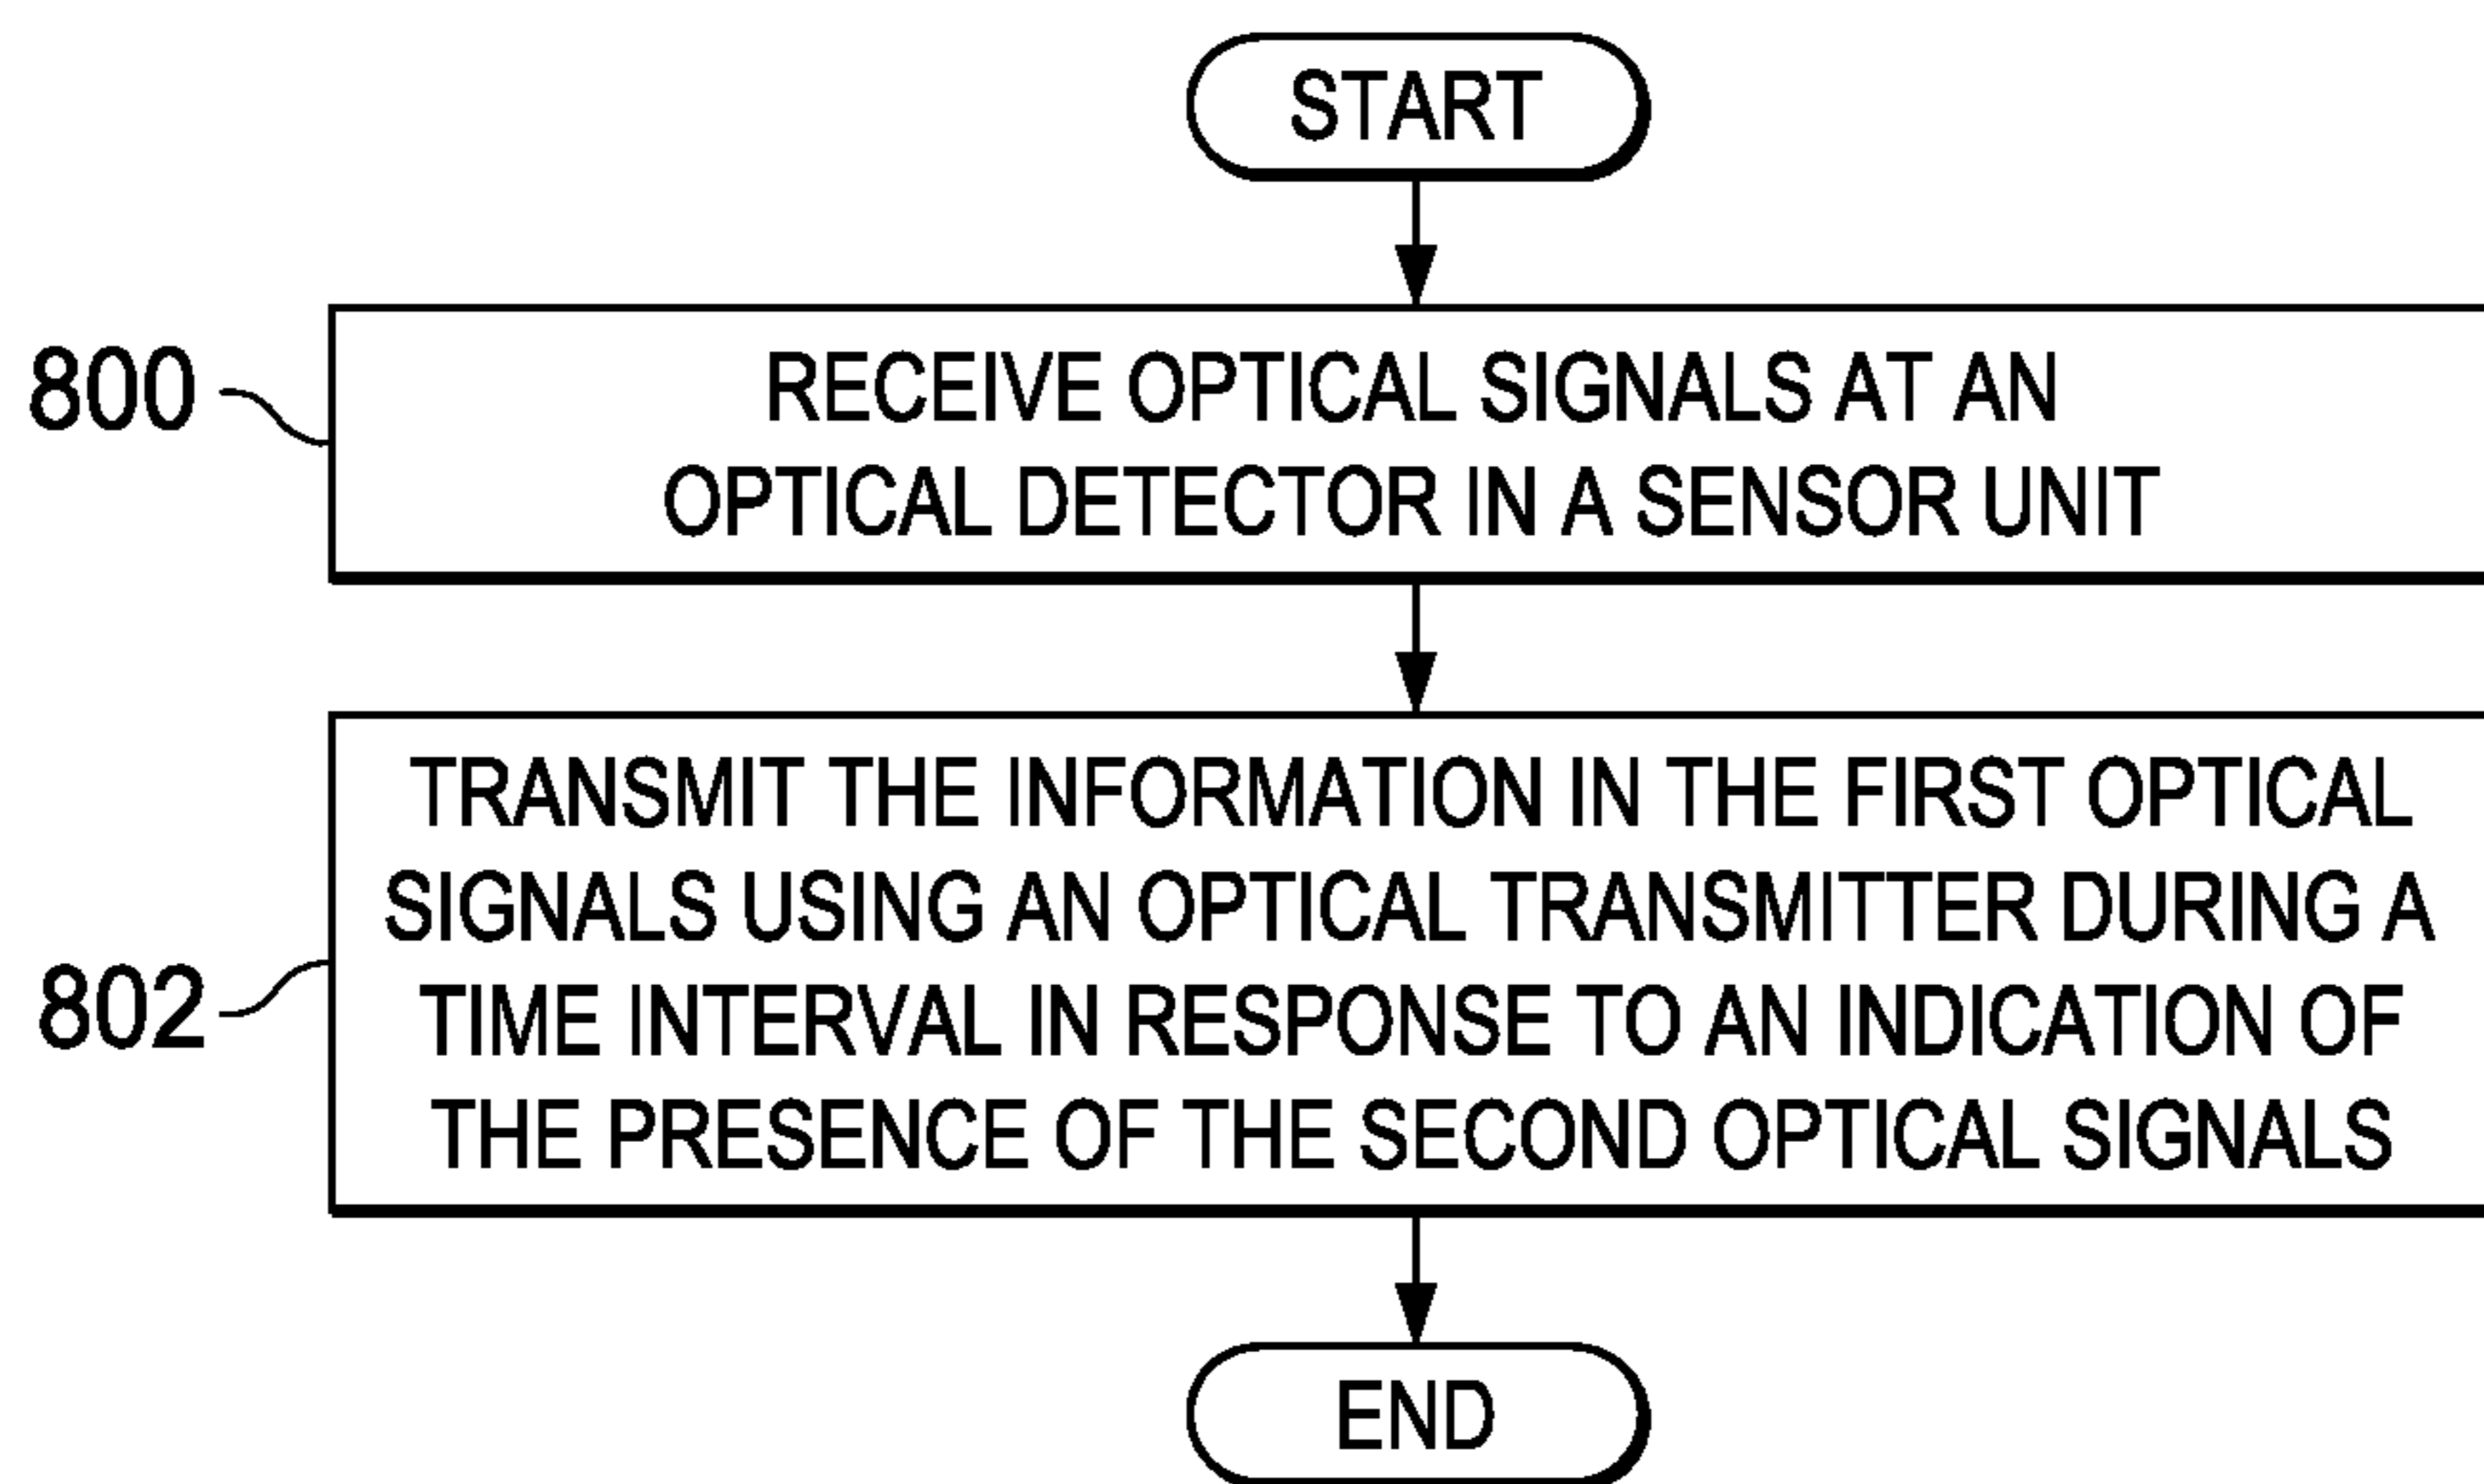 START
800
RECEIVE OPTICAL SIGNALS AT AN
OPTICAL DETECTOR IN A SENSOR UNIT
802
TRANSMIT THE INFORMATION IN THE FIRST OPTICAL
SIGNALS USING AN OPTICAL TRANSMITTER DURING A
TIME INTERVAL IN RESPONSE TO AN INDICATION OF
THE PRESENCE OF THE SECOND OPTICAL SIGNALS
END